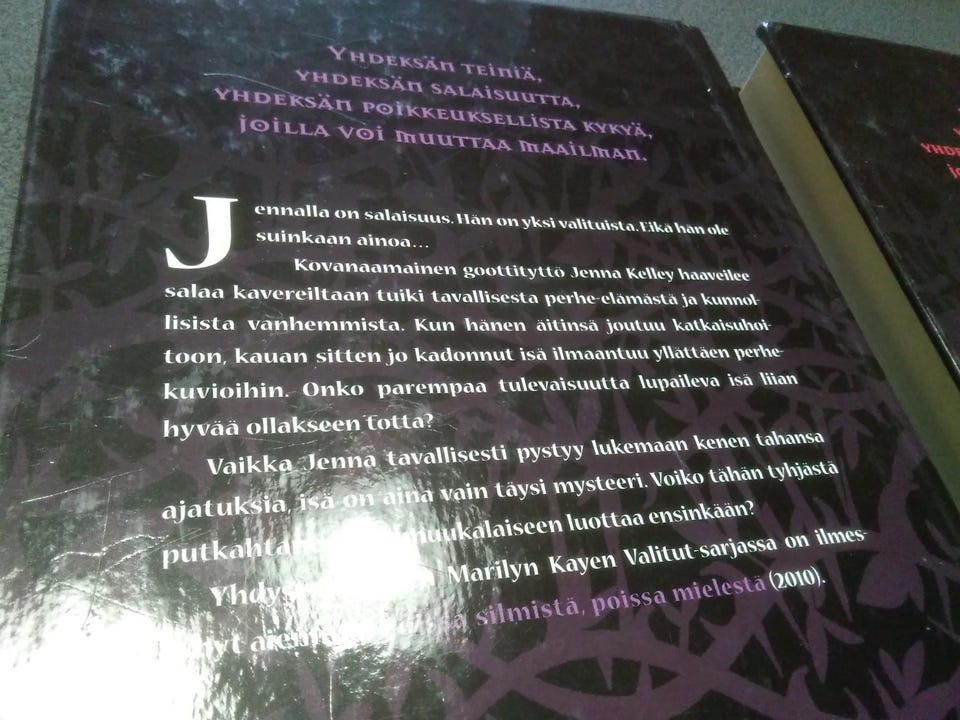 YHDEKSÄN TEINIÄ,
YHDEKSÄN SALAISUUTTA,
YHDEKSÄN POIKKEUKSELLISTA KYKYÄ,
JOILLA VOI MUUTTAA MAAILMAN.
Jennalla on salaisuus. Hän on yksi valituista. Eikä hän ole
suinkaan ainoa...
Kovanaamainen goottityttö Jenna Kelley haaveilee
salaa kavereiltaan tuiki tavallisesta perhe-elämästä ja kunnol-
lisista vanhemmista. Kun hänen äitinsä joutuu katkaisuhoi-
toon, kauan sitten jo kadonnut isä ilmaantuu yllättäen perhe-
kuvioihin. Onko parempaa tulevaisuutta lupaileva isä liian
hyvää ollakseen totta?
Vaikka Jenna tavallisesti pystyy lukemaan kenen tahansa
ajatuksia, isä on aina vain täysi mysteeri. Voiko tähän tyhjästä
luottaa ensinkään?
Marilyn Kayen Valitut-sarjassa on ilmes-
silmistä, poissa mielestä (2010).
YHDE